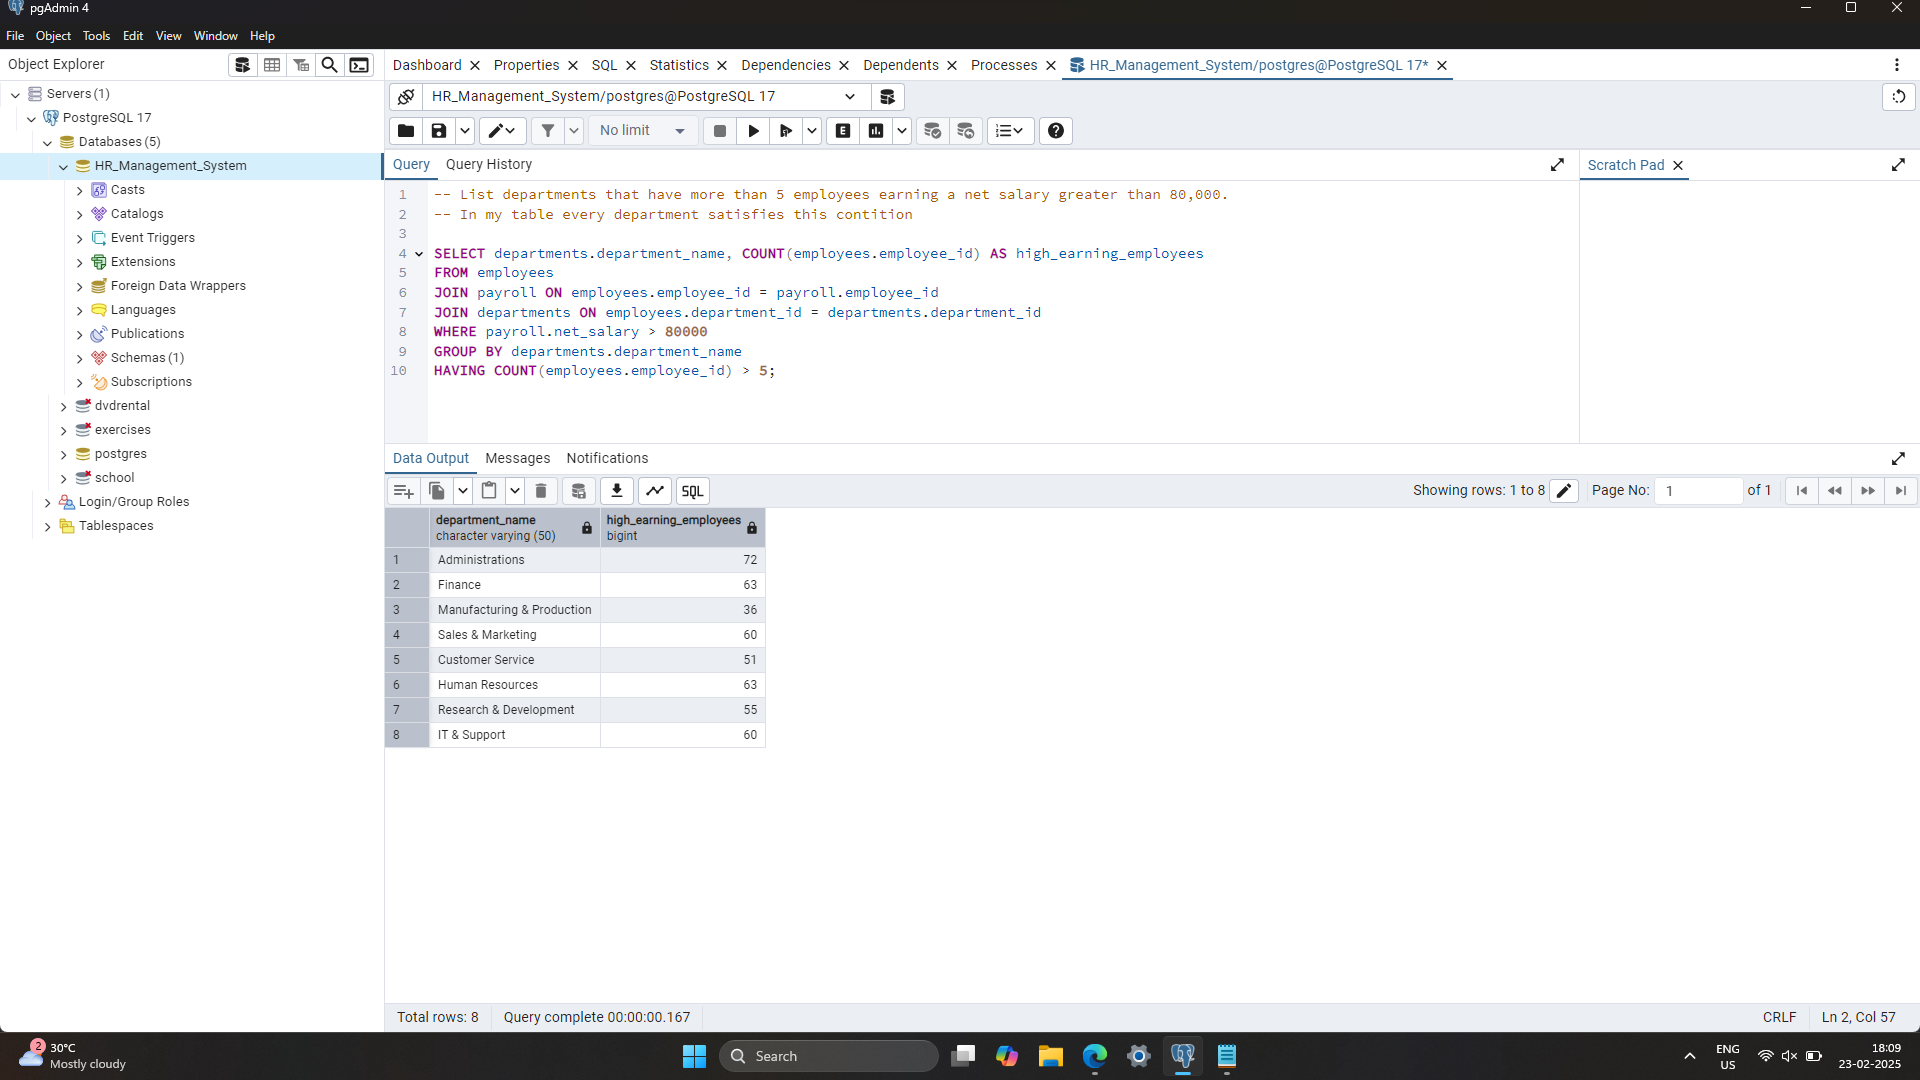 pgAdmin 4
File Object Tools Edit View Window Help
Object Explorer
Servers (1)
PostgreSQL 17
Databases (5)
HR_Management_System
Casts
Catalogs
Event Triggers
Extensions
Foreign Data Wrappers
Languages
Publications
Schemas (1)
Subscriptions
dvdrental
exercises
postgres
school
Login/Group Roles
Tablespaces
Dashboard Properties SQL Statistics Dependencies Dependents Processes HR_Management_System/postgres@PostgreSQL 17*
HR_Management_System/postgres@PostgreSQL 17
No limit
E
Query Query History
Scratch Pad
1 -- List departments that have more than 5 employees earning a net salary greater than 80,000.
2 -- In my table every department satisfies this contition
3
4 SELECT departments.department_name, COUNT(employees.employee_id) AS high_earning_employees
5 FROM employees
6 JOIN payroll ON employees.employee_id = payroll.employee_id
7 JOIN departments ON employees.department_id = departments.department_id
8 WHERE payroll.net_salary > 80000
9 GROUP BY departments.department_name
10 HAVING COUNT(employees.employee_id) > 5;
Data Output Messages Notifications
SQL
Showing rows: 1 to 8 Page No: 1 of 1
department_name high_earning_employees
character varying (50) bigint
1 Administrations 72
2 Finance 63
3 Manufacturing & Production 36
4 Sales & Marketing 60
5 Customer Service 51
6 Human Resources 63
7 Research & Development 55
8 IT & Support 60
Total rows: 8 Query complete 00:00:00.167 CRLF Ln 2, Col 57
2
30°C
Mostly cloudy
Search
ENG
US
18:09
23-02-2025